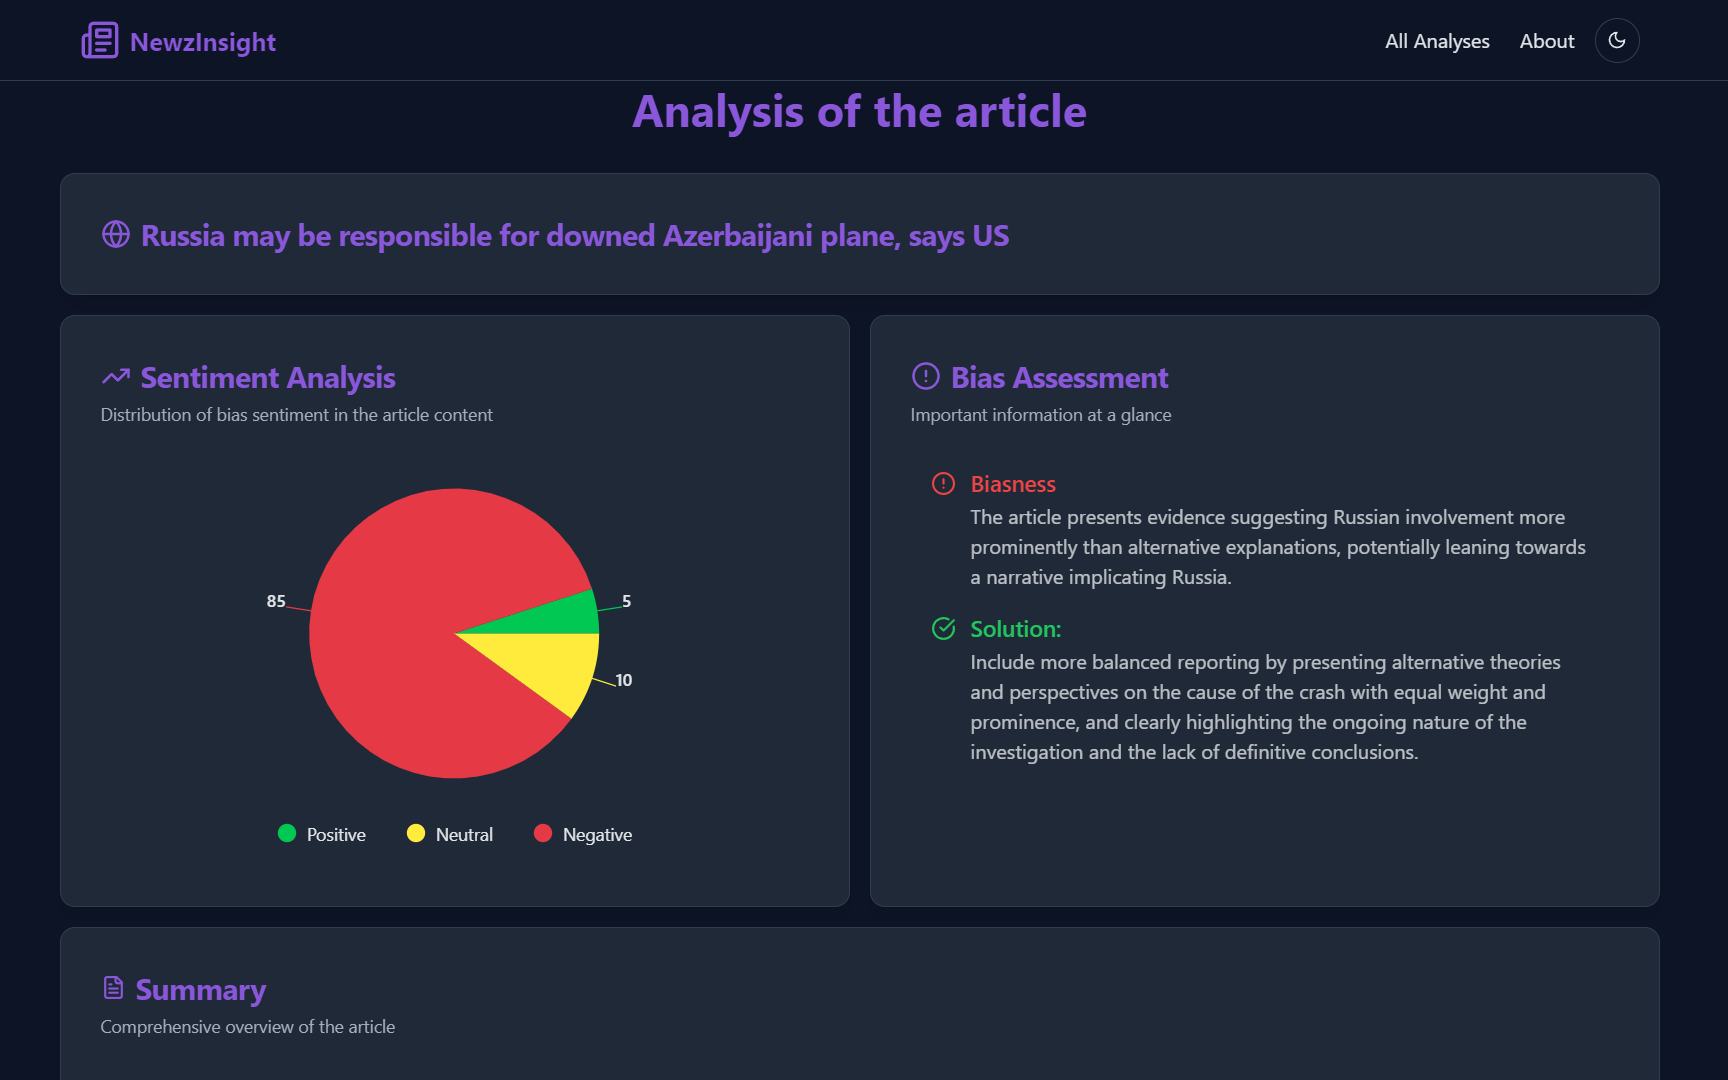 NewzInsight
All Analyses
About
Analysis of the article
Russia may be responsible for downed Azerbaijani plane, says US
Sentiment Analysis
Distribution of bias sentiment in the article content
85
5
10
Positive
Neutral
Negative
Bias Assessment
Important information at a glance
Biasness
The article presents evidence suggesting Russian involvement more
prominently than alternative explanations, potentially leaning towards
a narrative implicating Russia.
Solution:
Include more balanced reporting by presenting alternative theories
and perspectives on the cause of the crash with equal weight and
prominence, and clearly highlighting the ongoing nature of the
investigation and the lack of definitive conclusions.
Summary
Comprehensive overview of the article